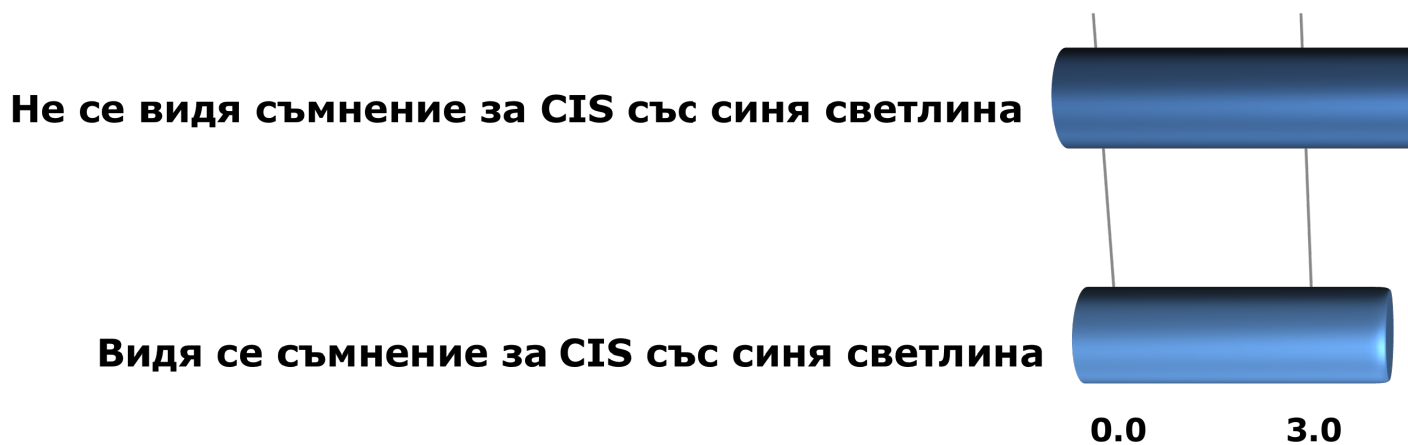 Не се видя съмнение за CIS със синя светлина
Видя се съмнение за CIS със синя светлина
0.0 3.0